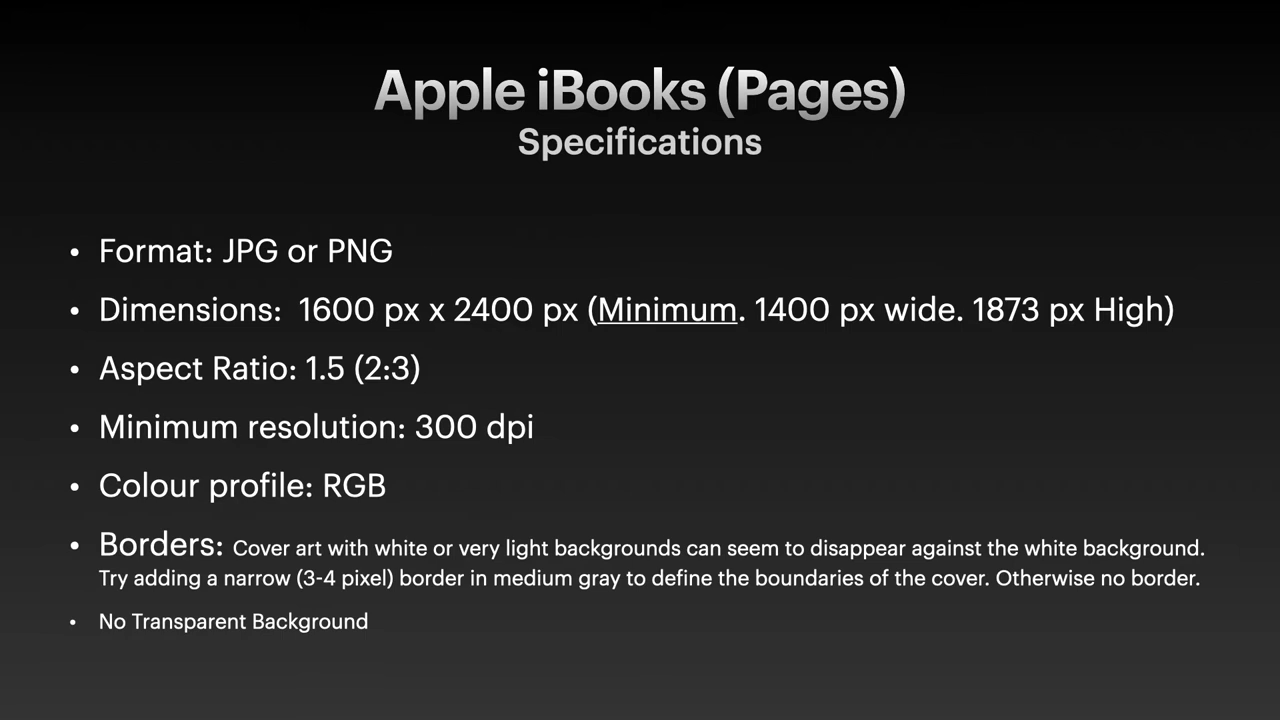 Apple iBooks (Pages)
Specifications
• Format: JPG or PNG
• Dimensions:  1600 px x 2400 px (Minimum. 1400 px wide. 1873 px High)
• Aspect Ratio: 1.5 (2:3)
• Minimum resolution: 300 dpi
• Colour profile: RGB
• Borders: Cover art with white or very light backgrounds can seem to disappear against the white background.
Try adding a narrow (3-4 pixel) border in medium gray to define the boundaries of the cover. Otherwise no border.
• No Transparent Background